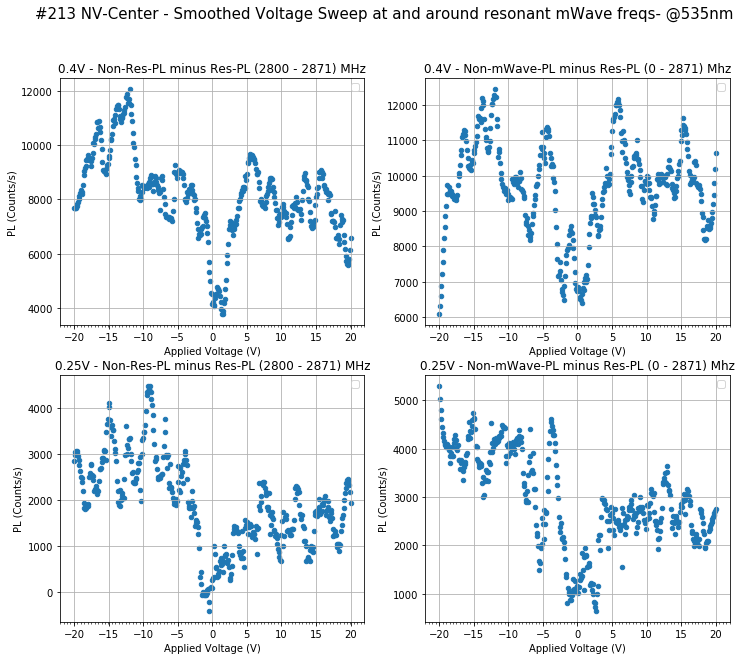 #213 NV-Center - Smoothed Voltage Sweep at and around resonant mWave freqs- @535nm
0.4V - Non-Res-PL minus Res-PL (2800 - 2871) MHz
PL (Counts/s)
12000
10000
8000
6000
4000
−20 −15 −10 −5 0 5 10 15 20
Applied Voltage (V)
0.4V - Non-mWave-PL minus Res-PL (0 - 2871) Mhz
PL (Counts/s)
12000
11000
10000
9000
8000
7000
6000
−20 −15 −10 −5 0 5 10 15 20
Applied Voltage (V)
0.25V - Non-Res-PL minus Res-PL (2800 - 2871) MHz
PL (Counts/s)
4000
3000
2000
1000
0
−20 −15 −10 −5 0 5 10 15 20
Applied Voltage (V)
0.25V - Non-mWave-PL minus Res-PL (0 - 2871) Mhz
PL (Counts/s)
5000
4000
3000
2000
1000
−20 −15 −10 −5 0 5 10 15 20
Applied Voltage (V)